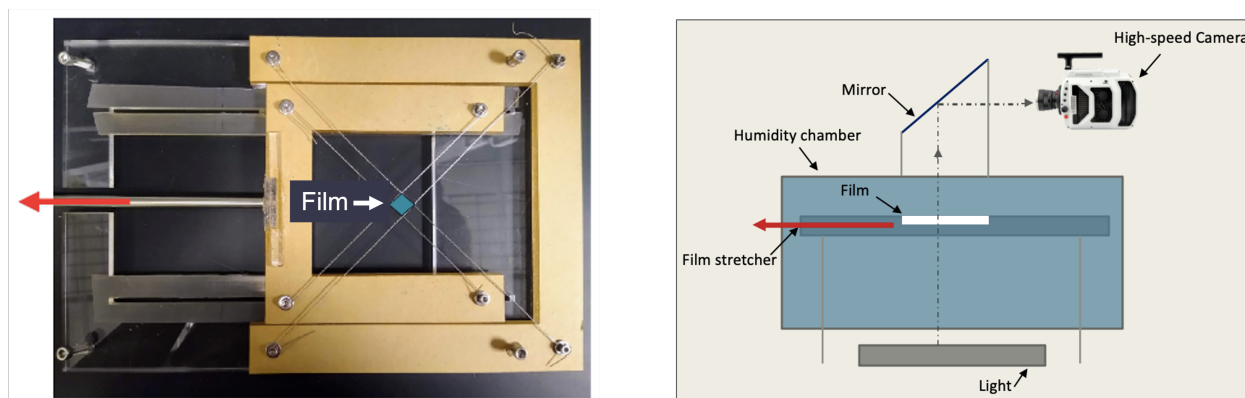 Film
High-speed Camera
Mirror
Humidity chamber
Film
Film stretcher
Light